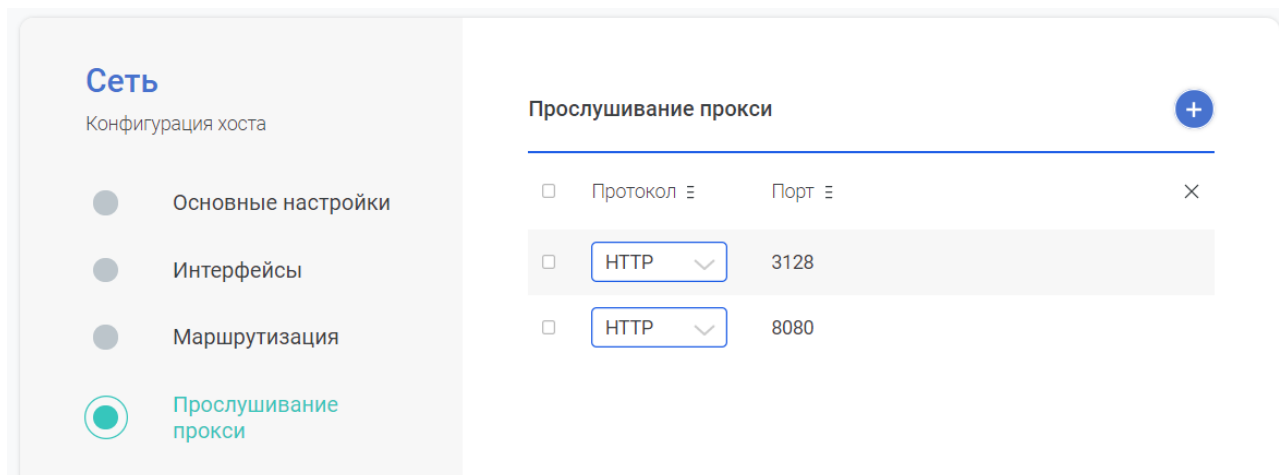 Сеть
Конфигурация хоста
Основные настройки
Интерфейсы
Маршрутизация
Прослушивание
прокси
Прослушивание прокси
Протокол Порт
HTTP 3128
HTTP 8080